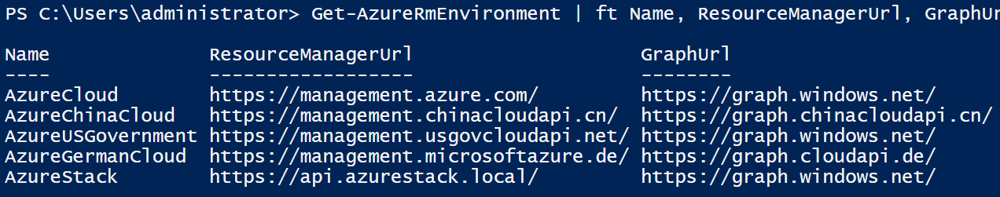 PS C:\Users\administrator> Get-AzureRmEnvironment | ft Name, ResourceManagerUrl, GraphUr
Name ResourceManagerUrl GraphUrl
---- ------------------ --------
AzureCloud https://management.azure.com/ https://graph.windows.net/
AzureChinaCloud https://management.chinacloudapi.cn/ https://graph.chinacloudapi.cn/
AzureUSGovernment https://management.usgovcloudapi.net/ https://graph.windows.net/
AzureGermanCloud https://management.microsoftazure.de/ https://graph.cloudapi.de/
AzureStack https://api.azurestack.local/ https://graph.windows.net/